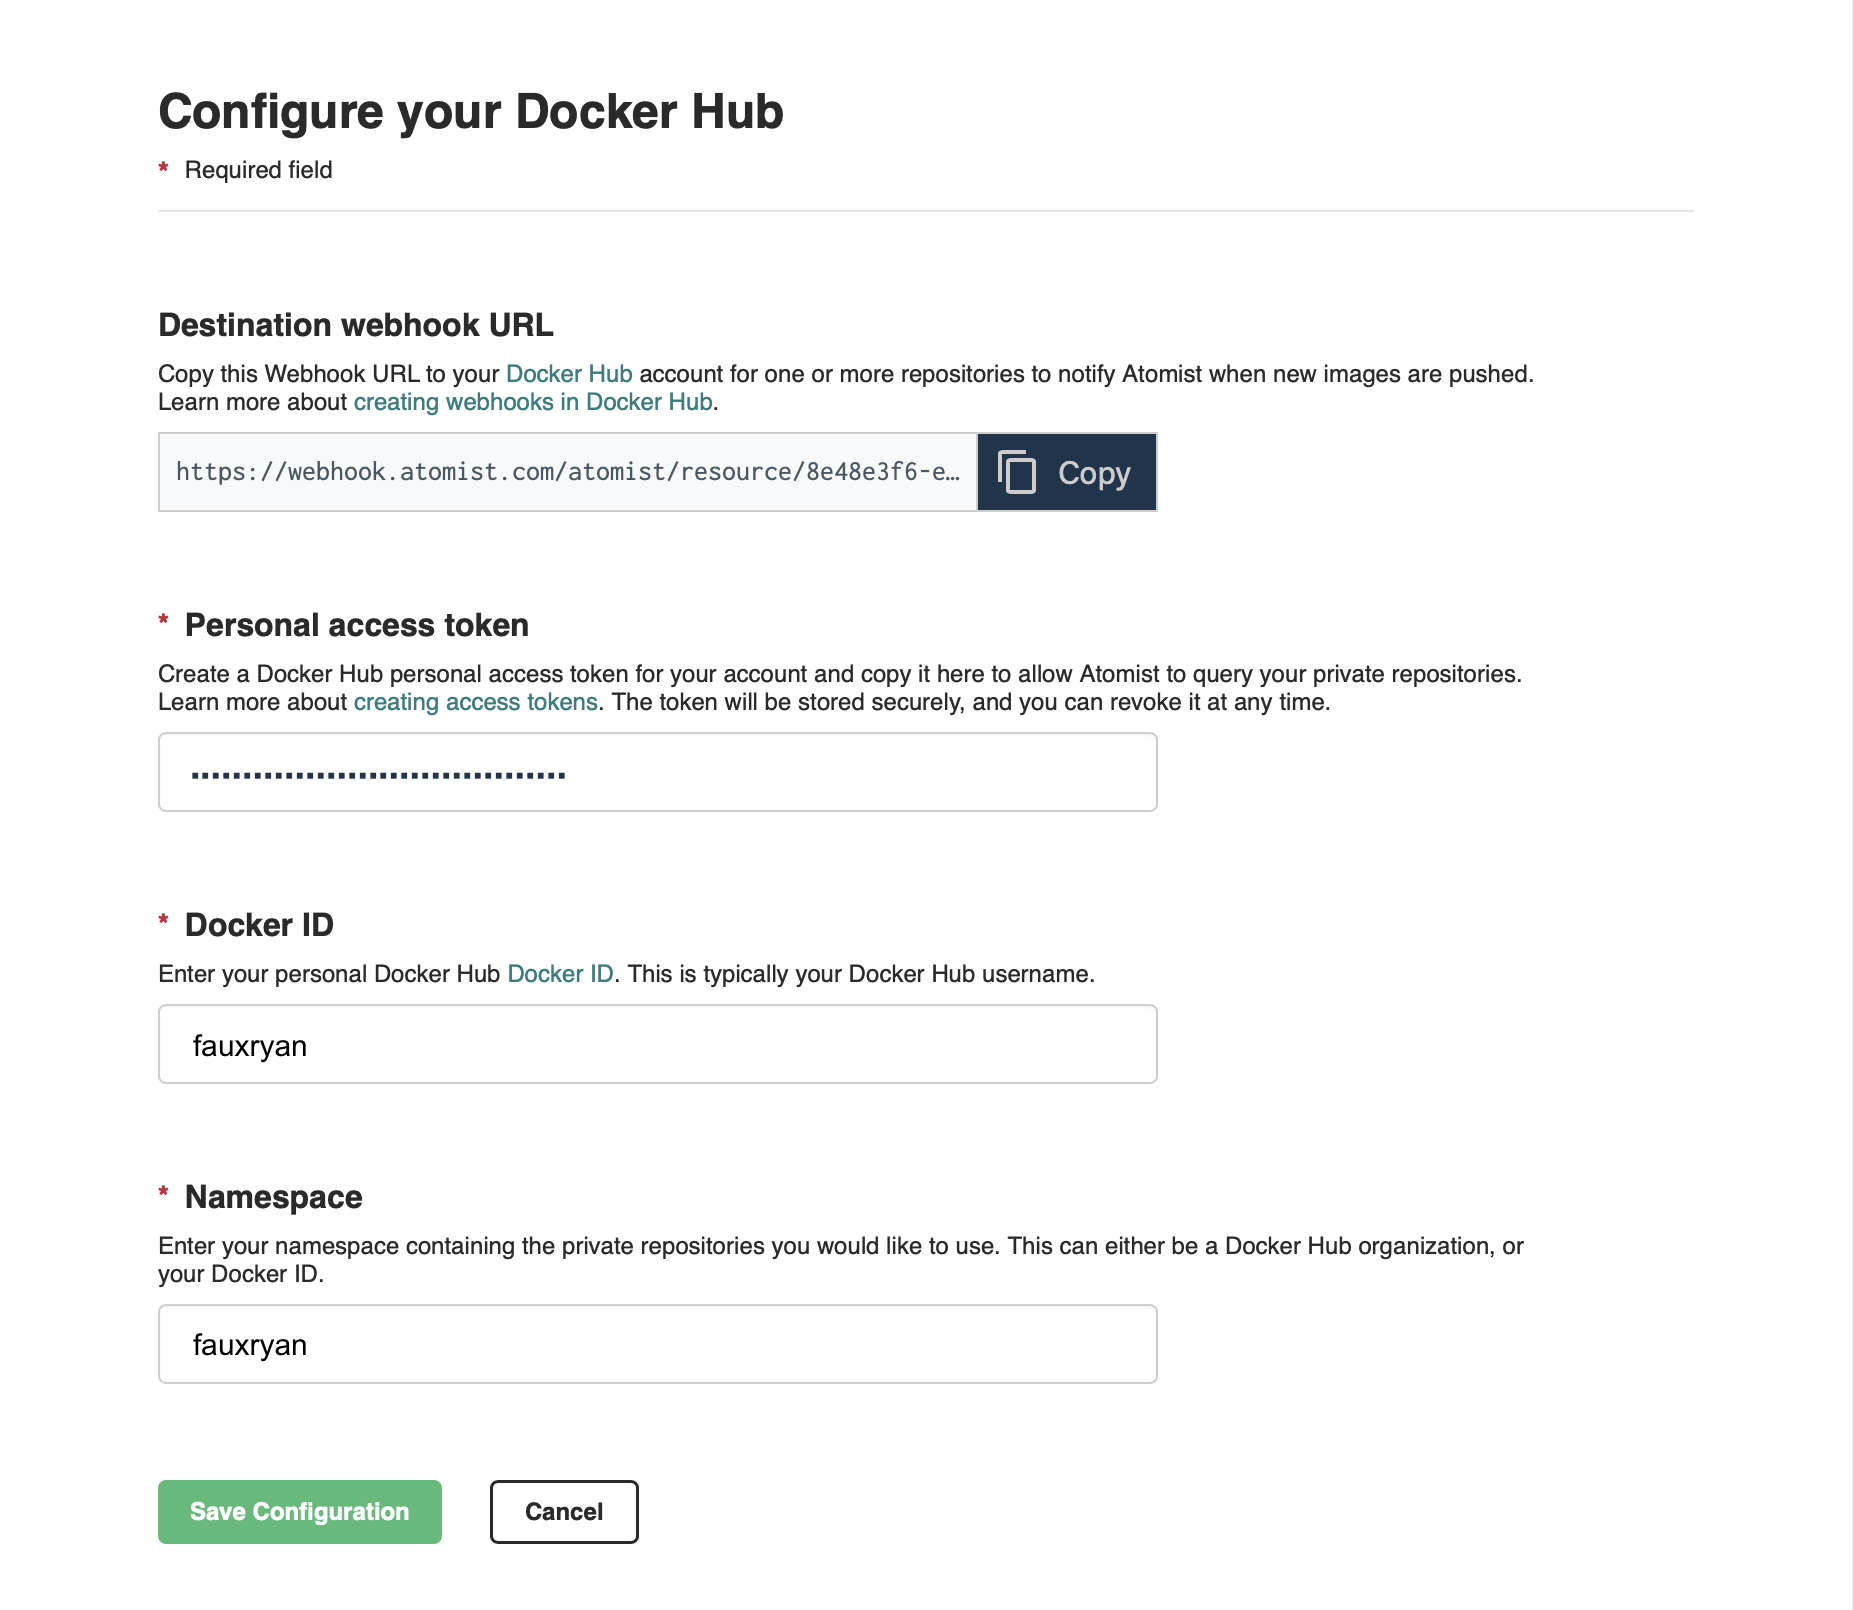 Configure your Docker Hub
* Required field
Destination webhook URL
Copy this Webhook URL to your Docker Hub account for one or more repositories to notify Atomist when new images are pushed.
Learn more about creating webhooks in Docker Hub.
https://webhook.atomist.com/atomist/resource/8e48e3f6-e… Copy
* Personal access token
Create a Docker Hub personal access token for your account and copy it here to allow Atomist to query your private repositories.
Learn more about creating access tokens. The token will be stored securely, and you can revoke it at any time.
* Docker ID
Enter your personal Docker Hub Docker ID. This is typically your Docker Hub username.
fauxryan
* Namespace
Enter your namespace containing the private repositories you would like to use. This can either be a Docker Hub organization, or
your Docker ID.
fauxryan
Save Configuration Cancel